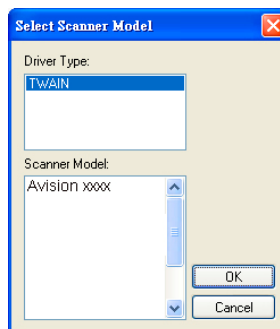 Select Scanner Model
Driver Type:
TWAIN
Scanner Model:
Avision xxxx
OK
Cancel